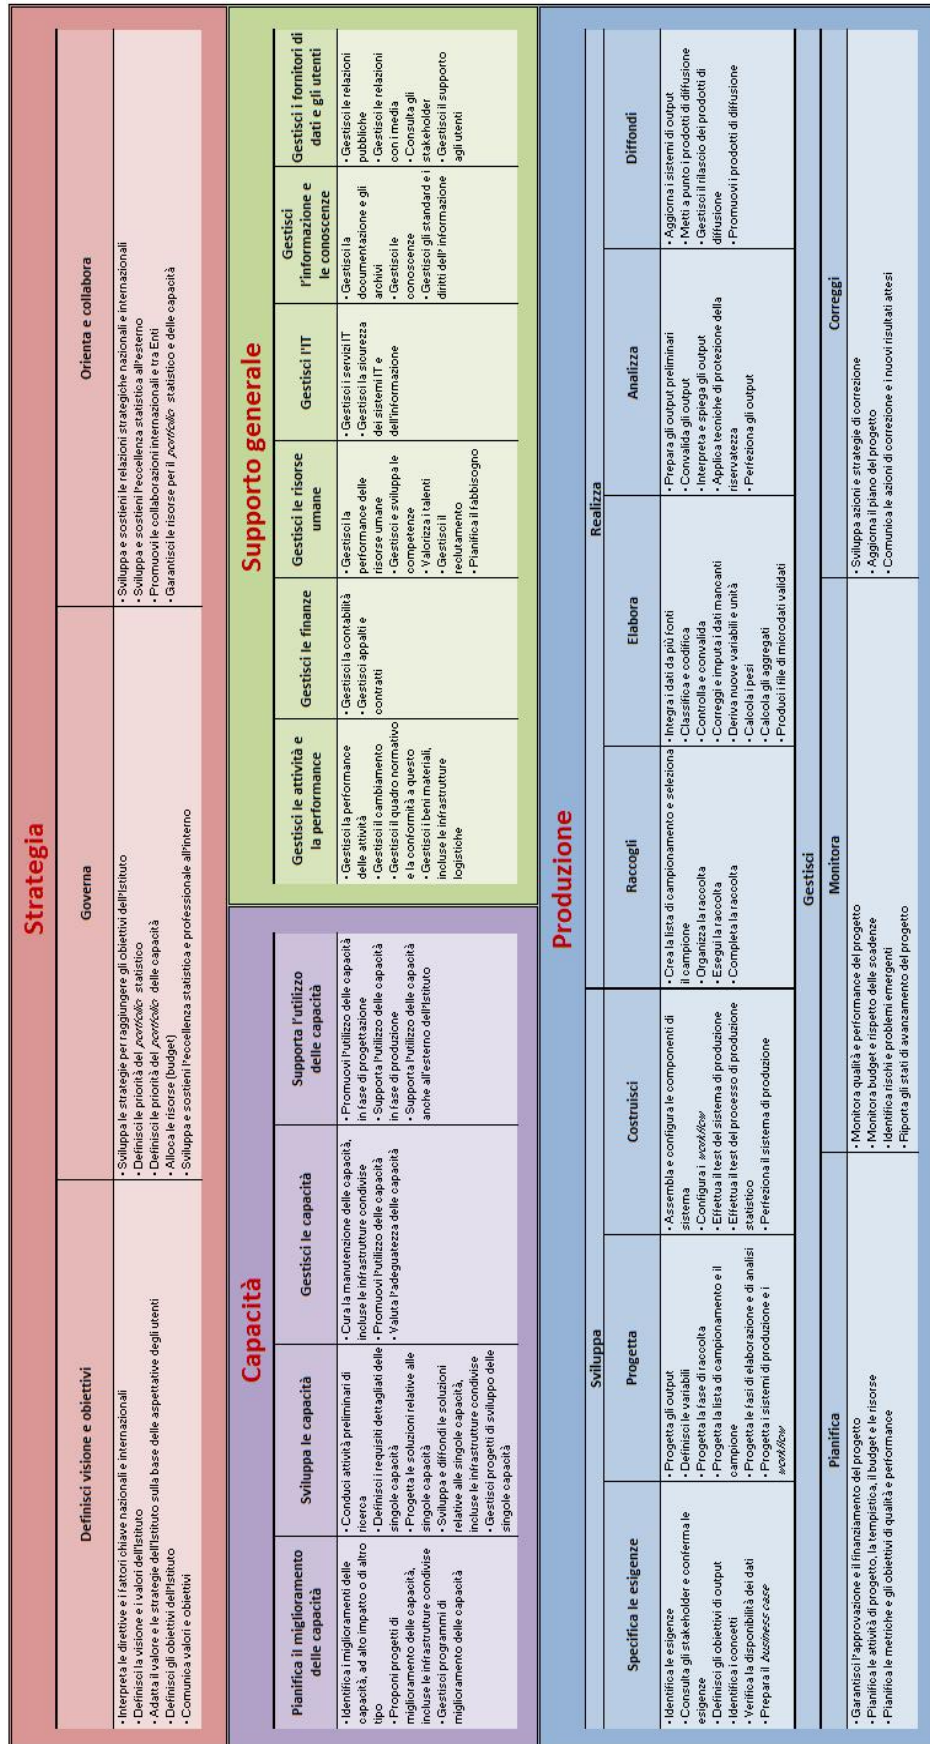 Strategia
Definisci visione e obiettivi
• Interpreta le direttive e i fattori chiave nazionali e internazionali
• Definisci la visione e i valori dell'Istituto
• Adatta il valore e le strategie dell'Istituto sulla base delle aspettative degli utenti
• Definisci gli obiettivi dell'Istituto
• Comunica valori e obiettivi
Governa
• Sviluppa le strategie per raggiungere gli obiettivi dell'Istituto
• Definisci le priorità del portfolio statistico
• Definisci le priorità del portfolio delle capacità
• Alloca le risorse (budget)
• Sviluppa e sostieni l'eccellenza statistica e professionale all'interno
Orienta e collabora
• Sviluppa e sostieni le relazioni strategiche nazionali e internazionali
• Sviluppa e sostieni l'eccellenza statistica all'esterno
• Promuovi le collaborazioni internazionali e tra Enti
• Garantisci le risorse per il portfolio statistico e delle capacità
Capacità
Pianifica il miglioramento
delle capacità
• Identifica i miglioramenti delle
capacità, ad alto impatto o di altro
tipo
• Proponi progetti di
miglioramento delle capacità,
incluse le infrastrutture condivise
• Gestisci programmi di
miglioramento delle capacità
Sviluppa le capacità
• Conduci attività preliminari di
ricerca
• Definisci i requisiti dettagliati delle
singole capacità
• Progetta le soluzioni relative alle
singole capacità
• Sviluppa e diffondi le soluzioni
relative alle singole capacità,
incluse le infrastrutture condivise
• Gestisci progetti di sviluppo delle
singole capacità
Gestisci le capacità
• Cura la manutenzione delle capacità,
incluse le infrastrutture condivise
• Promuovi l'utilizzo delle capacità
• Valuta l'adeguatezza delle capacità
Supporta l'utilizzo
delle capacità
• Promuovi l'utilizzo delle capacità
in fase di progettazione
• Supporta l'utilizzo delle capacità
in fase di produzione
• Supporta l'utilizzo delle capacità
anche all'esterno dell'Istituto
Supporto generale
Gestisci le attività e
la performance
• Gestisci la performance
delle attività
• Gestisci il cambiamento
• Gestisci il quadro normativo
e la conformità a questo
• Gestisci i beni materiali,
incluse le infrastrutture
logistiche
Gestisci le finanze
• Gestisci la contabilità
• Gestisci appalti e
contratti
Gestisci le risorse
umane
• Gestisci la
performance delle
risorse umane
• Gestisci e sviluppa le
competenze
• Valorizza i talenti
• Gestisci il
reclutamento
• Pianifica il fabbisogno
Gestisci l'IT
• Gestisci i servizi IT
• Gestisci la sicurezza
dei sistemi IT e
dell'informazione
Gestisci
l'informazione e
le conoscenze
• Gestisci la
documentazione e gli
archivi
• Gestisci le
conoscenze
• Gestisci gli standard e i
diritti dell' informazione
Gestisci i fornitori di
dati e gli utenti
• Gestisci le relazioni
pubbliche
• Gestisci le relazioni
con i media
• Consulta gli
stakeholder
• Gestisci il supporto
agli utenti
Produzione
Sviluppa
Specifica le esigenze
• Identifica le esigenze
• Consulta gli stakeholder e conferma le
esigenze
• Definisci gli obiettivi di output
• Identifica i concetti
• Verifica la disponibilità dei dati
• Prepara il business case
Progetta
• Progetta gli output
• Definisci le variabili
• Progetta la fase di raccolta
• Progetta la lista di campionamento e il
campione
• Progetta le fasi di elaborazione e di analisi
• Progetta i sistemi di produzione e i
workflow
Costruisci
• Assembla e configura le componenti di
sistema
• Configura i workflow
• Effettua il test del sistema di produzione
• Effettua il test del processo di produzione
statistico
• Perfeziona il sistema di produzione
Realizza
Raccogli
• Crea la lista di campionamento e seleziona
il campione
• Organizza la raccolta
• Esegui la raccolta
• Completa la raccolta
Elabora
• Integra i dati da più fonti
• Classifica e codifica
• Controlla e convalida
• Correggi e imputa i dati mancanti
• Deriva nuove variabili e unità
• Calcola i pesi
• Calcola gli aggregati
• Produci i file di microdati validati
Analizza
• Prepara gli output preliminari
• Convalida gli output
• Interpreta e spiega gli output
• Applica tecniche di protezione della
riservatezza
• Perfeziona gli output
Diffondi
• Aggiorna i sistemi di output
• Metti a punto i prodotti di diffusione
• Gestisci il rilascio dei prodotti di
diffusione
• Promuovi i prodotti di diffusione
Gestisci
Pianifica
• Garantisci l'approvazione e il finanziamento del progetto
• Pianifica le attività di progetto, la tempistica, il budget e le risorse
• Pianifica le metriche e gli obiettivi di qualità e performance
Monitora
• Monitora qualità e performance del progetto
• Monitora budget e rispetto delle scadenze
• Identifica rischi e problemi emergenti
• Riporta gli stati di avanzamento del progetto
Correggi
• Sviluppa azioni e strategie di correzione
• Aggiorna il piano del progetto
• Comunica le azioni di correzione e i nuovi risultati attesi